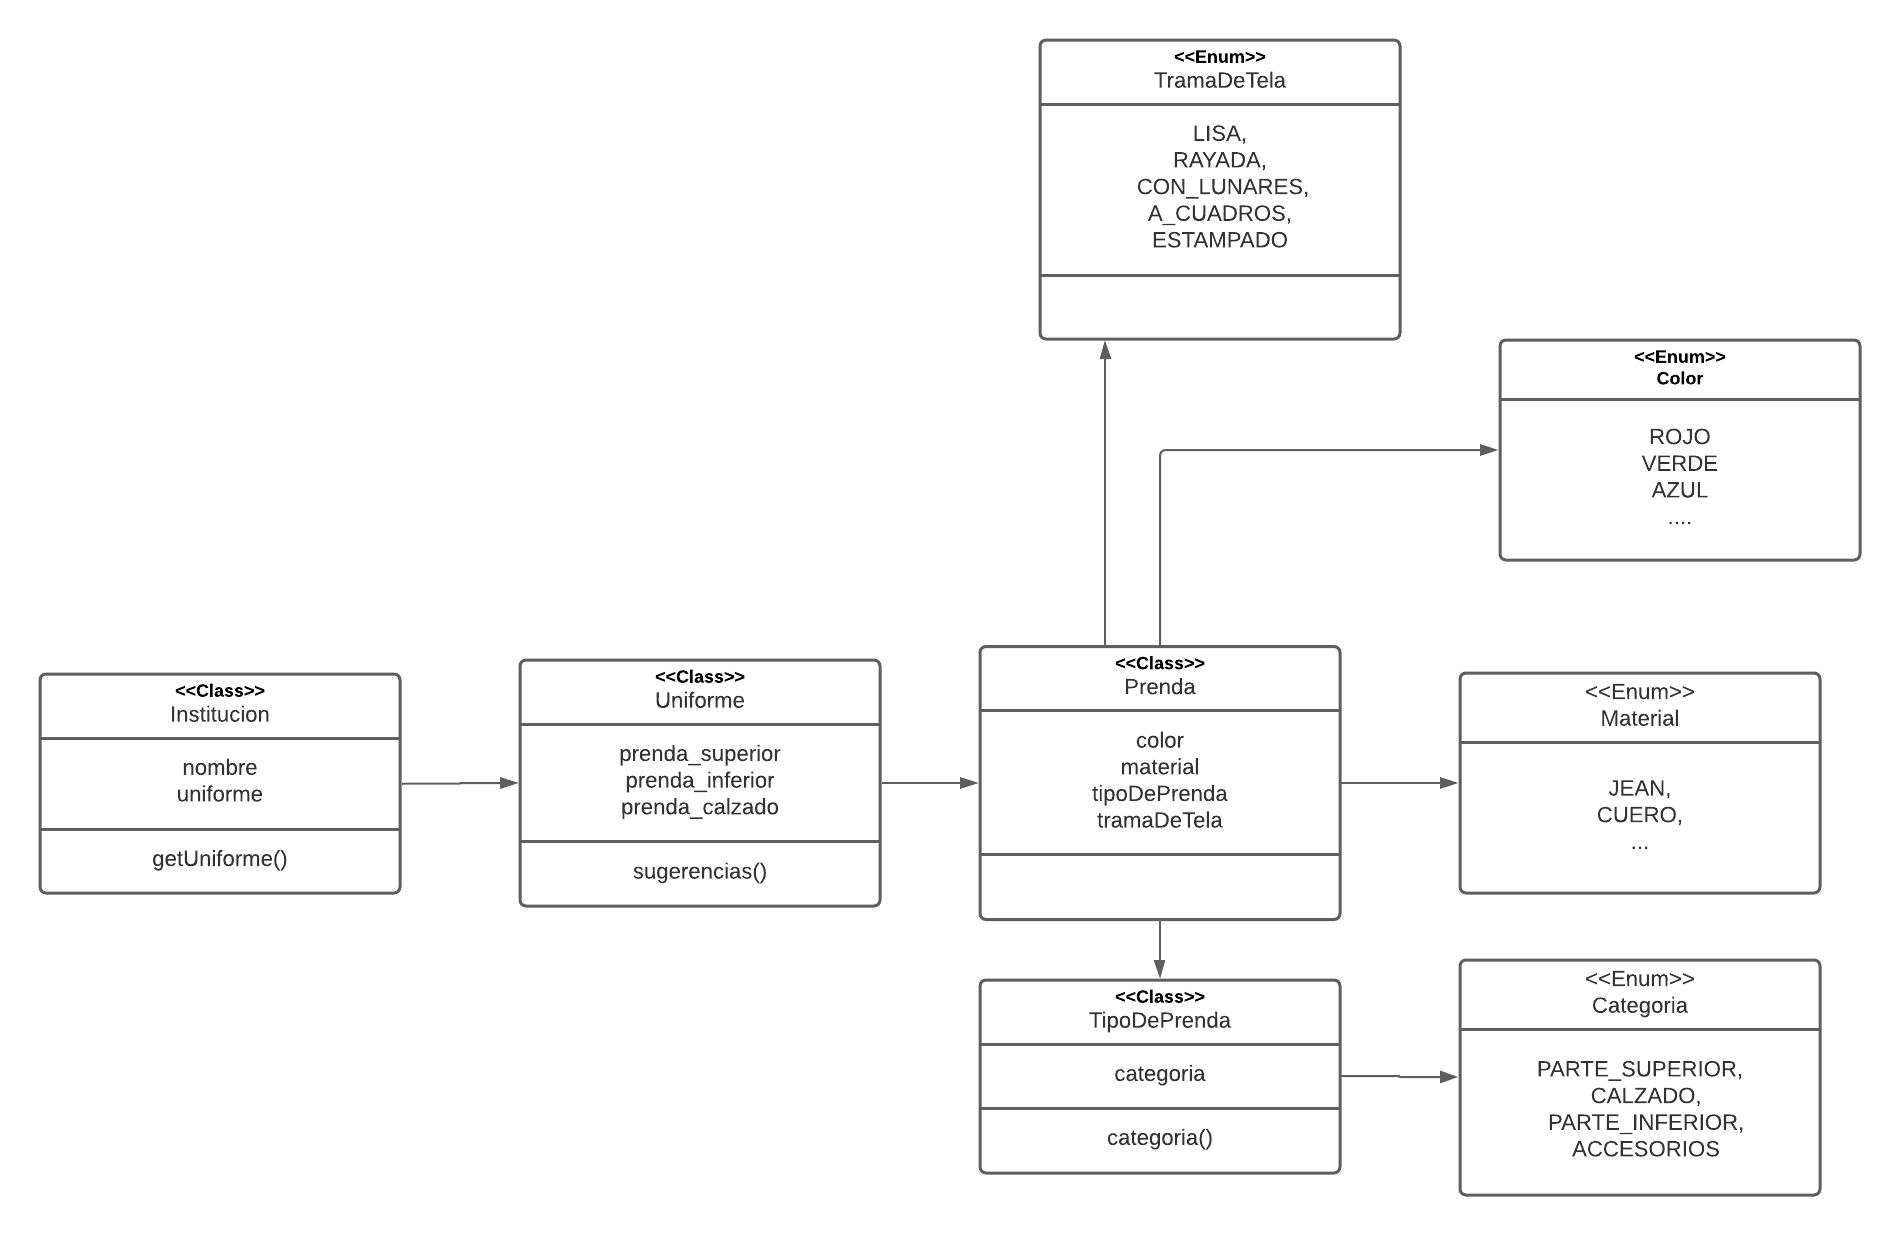 <<Enum>>
TramaDeTela
LISA,
RAYADA,
CON_LUNARES,
A_CUADROS,
ESTAMPADO
<<Enum>>
Color
ROJO
VERDE
AZUL
....
<<Class>>
Institucion
nombre
uniforme
getUniforme()
<<Class>>
Uniforme
prenda_superior
prenda_inferior
prenda_calzado
sugerencias()
<<Class>>
Prenda
color
material
tipoDePrenda
tramaDeTela
<<Enum>>
Material
JEAN,
CUERO,
...
<<Class>>
TipoDePrenda
categoria
categoria()
<<Enum>>
Categoria
PARTE_SUPERIOR,
CALZADO,
PARTE_INFERIOR,
ACCESORIOS